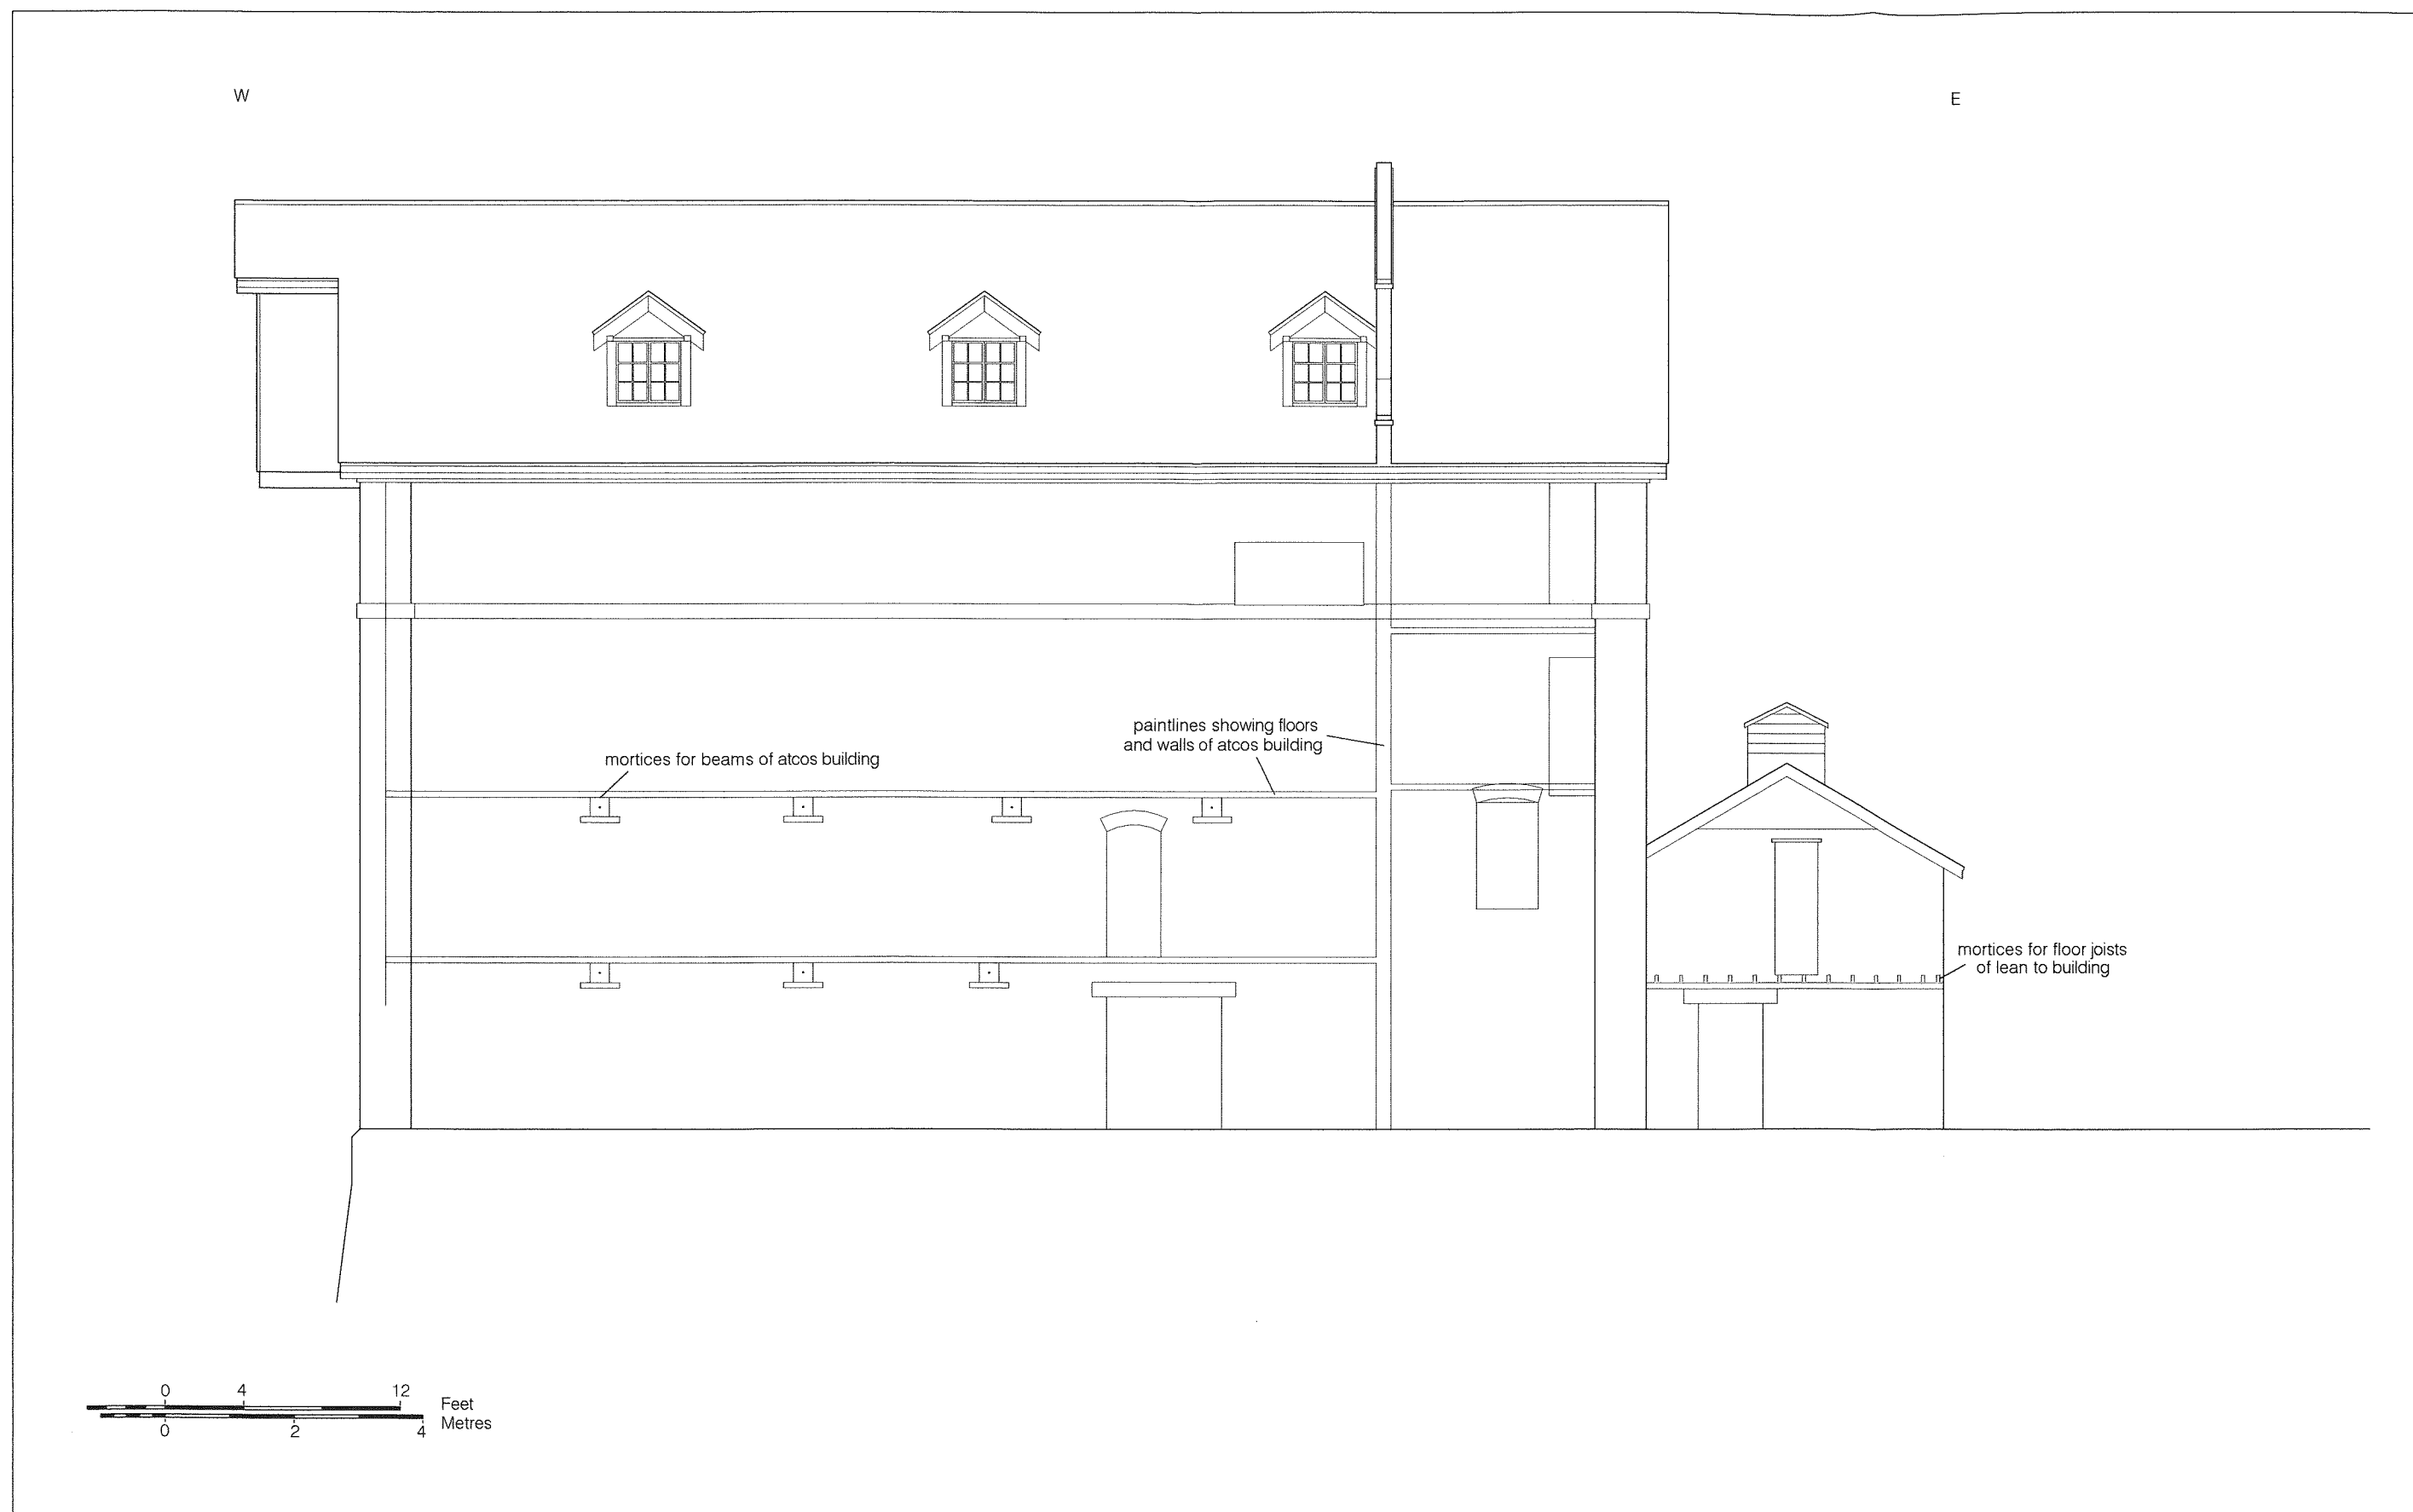 W
E
paintlines showing floors
and walls of atcos building
mortices for beams of atcos building
mortices for floor joists
of lean to building
0 4 12
Feet
Metres
0 2 4